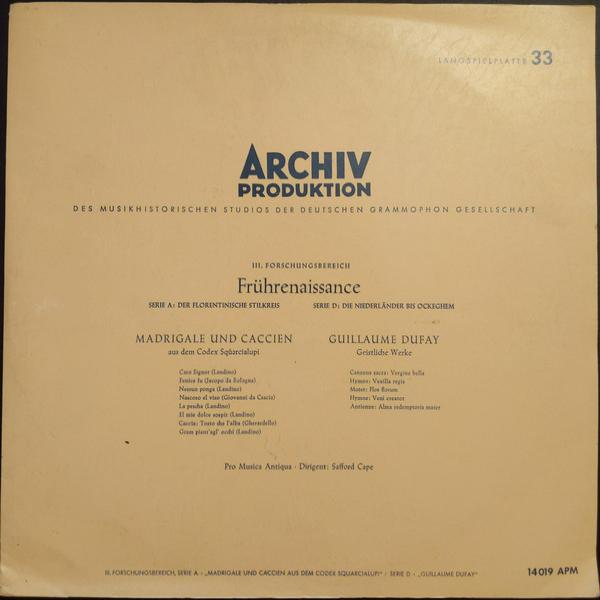 LANGSPIELPLATTE 33
ARCHIV
PRODUKTION
DES MUSIKHISTORISCHEN STUDIOS DER DEUTSCHEN GRAMMOPHON GESELLSCHAFT
III. FORSCHUNGSBEREICH
Frührenaissance
SERIE A: DER FLORENTINISCHE STILKREIS
SERIE D: DIE NIEDERLÄNDER BIS OCKEGHEM
MADRIGALE UND CACCIEN
aus dem Codex Squarcialupi
Cara Signor (Landino)
Fenice fu (Jacopo da Bologna)
Nessun ponga (Landino)
Nascoso el viso (Giovanni da Cascia)
La pescha (Landino)
El mie dolce sospir (Landino)
Caccia: Tosto che l'alba (Gherardello)
Gram piant'agl' occhi (Landino)
GUILLAUME DUFAY
Geistliche Werke
Canzona sacra: Vergine bella
Hymne: Vexilla regis
Motet: Flos florum
Hymne: Veni creator
Antienne: Alma redemptoris mater
Pro Musica Antiqua · Dirigent: Safford Cape
III. FORSCHUNGSBEREICH, SERIE A · „MADRIGALE UND CACCIEN AUS DEM CODEX SQUARCIALUPI" / SERIE D · „GUILLAUME DUFAY"
14019 APM